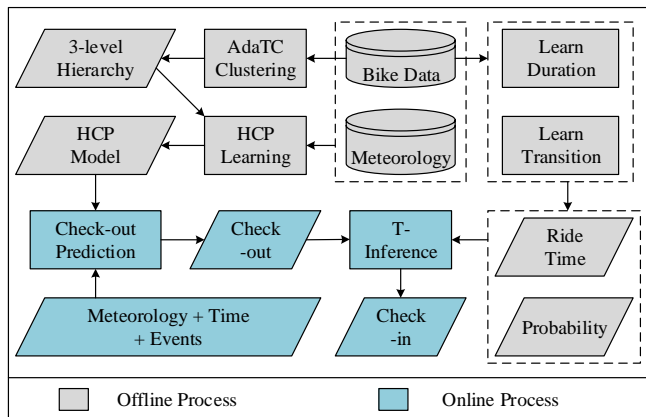 3-level
Hierarchy
AdaTC
Clustering
Bike Data
Learn
Duration
HCP
Model
HCP
Learning
Meteorology
Learn
Transition
Check-out
Prediction
Check
-out
T-
Inference
Ride
Time
Meteorology + Time
+ Events
Check
-in
Probability
Offline Process
Online Process